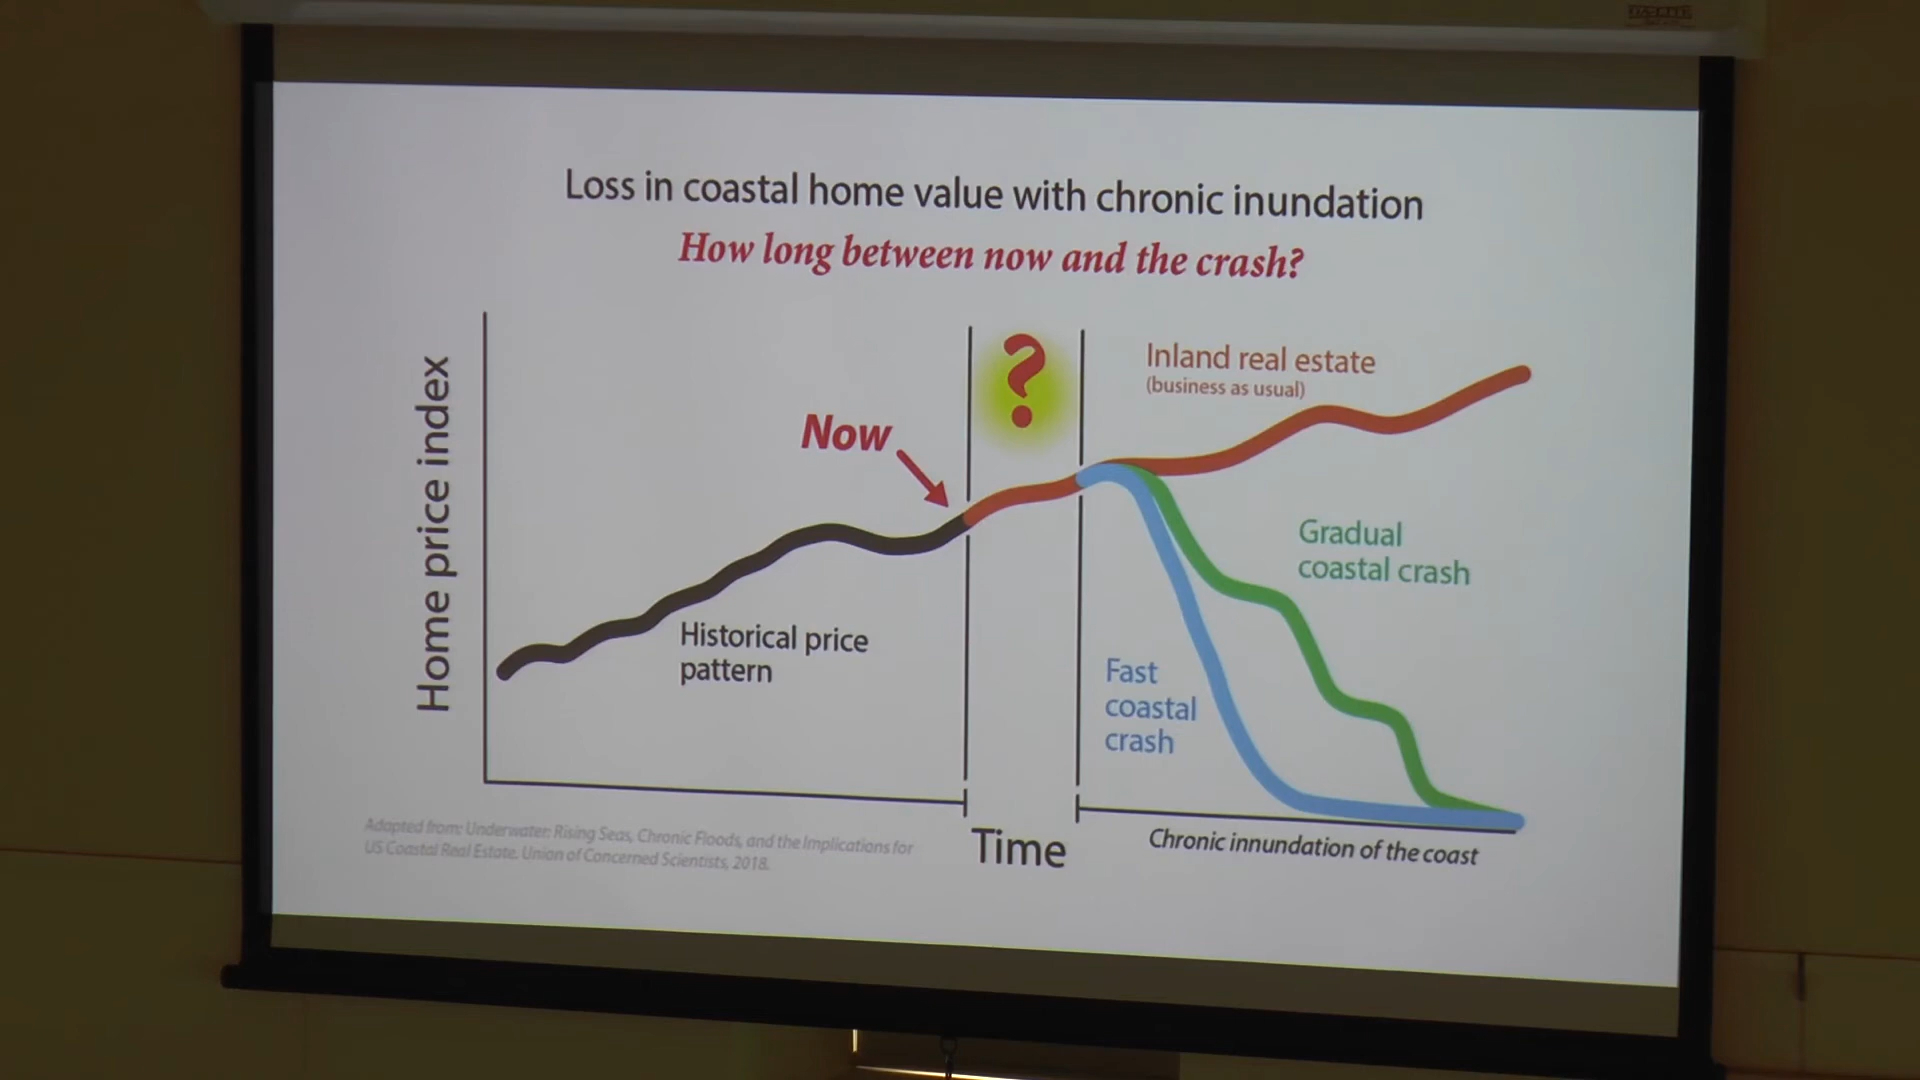 DA-LITE
Loss in coastal home value with chronic inundation
How long between now and the crash?
Home price index
?
Now
Inland real estate
(business as usual)
Gradual
coastal crash
Historical price
pattern
Fast
coastal
crash
Time
Chronic innundation of the coast
Adapted from: Underwater: Rising Seas, Chronic Floods, and the Implications for
US Coastal Real Estate. Union of Concerned Scientists, 2018.